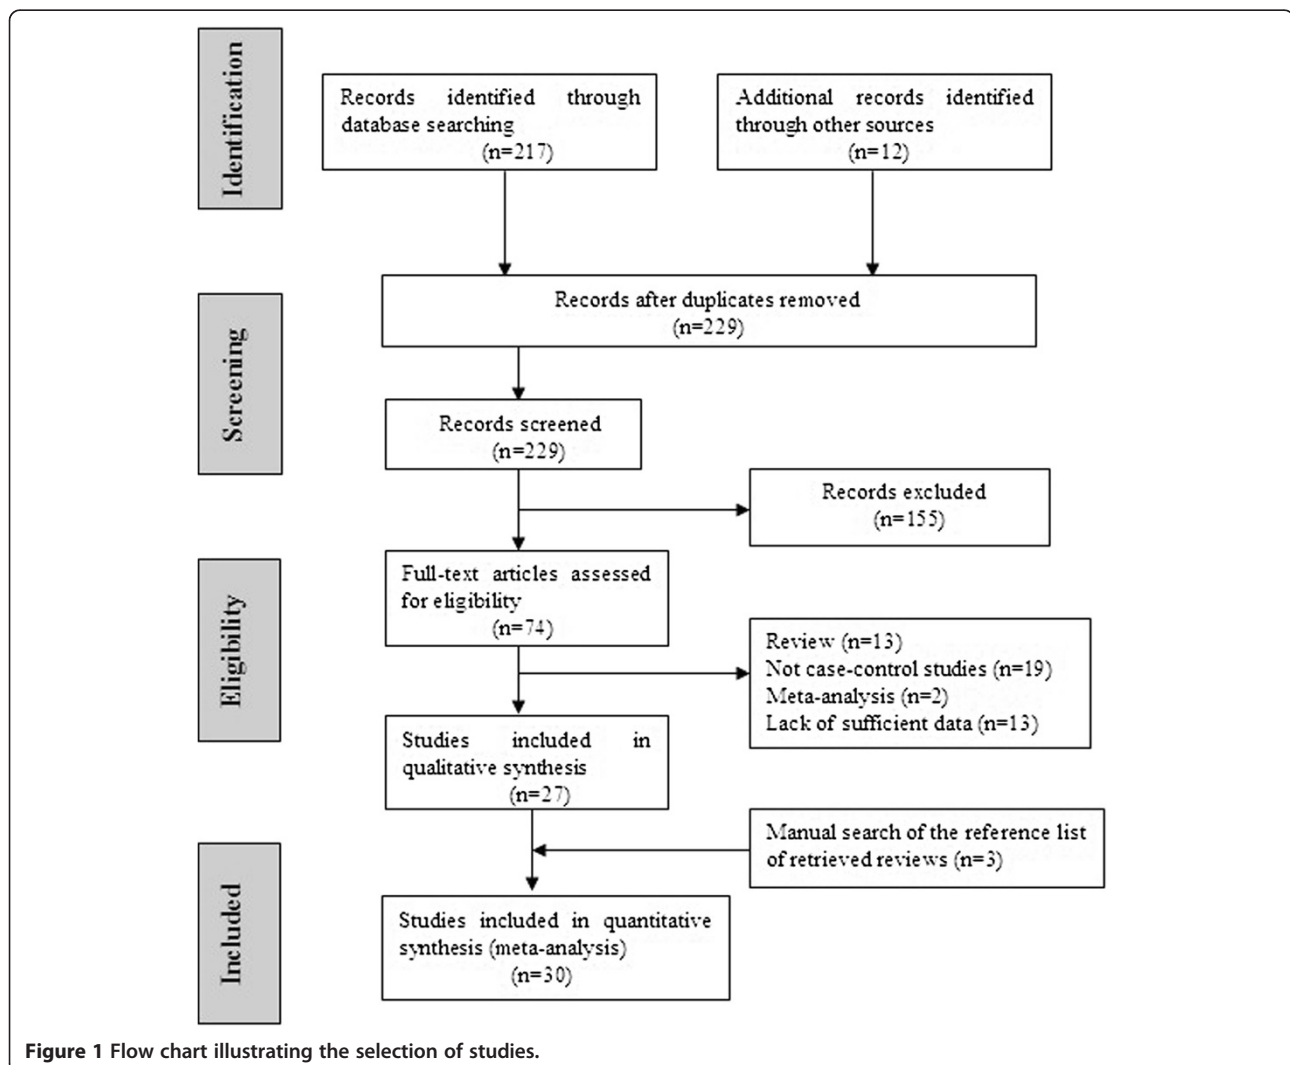 Identification
Records identified through
database searching
(n=217)
Additional records identified
through other sources
(n=12)
Screening
Records after duplicates removed
(n=229)
Records screened
(n=229)
Records excluded
(n=155)
Eligibility
Full-text articles assessed
for eligibility
(n=74)
Review (n=13)
Not case-control studies (n=19)
Meta-analysis (n=2)
Lack of sufficient data (n=13)
Studies included in
qualitative synthesis
(n=27)
Manual search of the reference list
of retrieved reviews (n=3)
Included
Studies included in quantitative
synthesis (meta-analysis)
(n=30)
Figure 1 Flow chart illustrating the selection of studies.